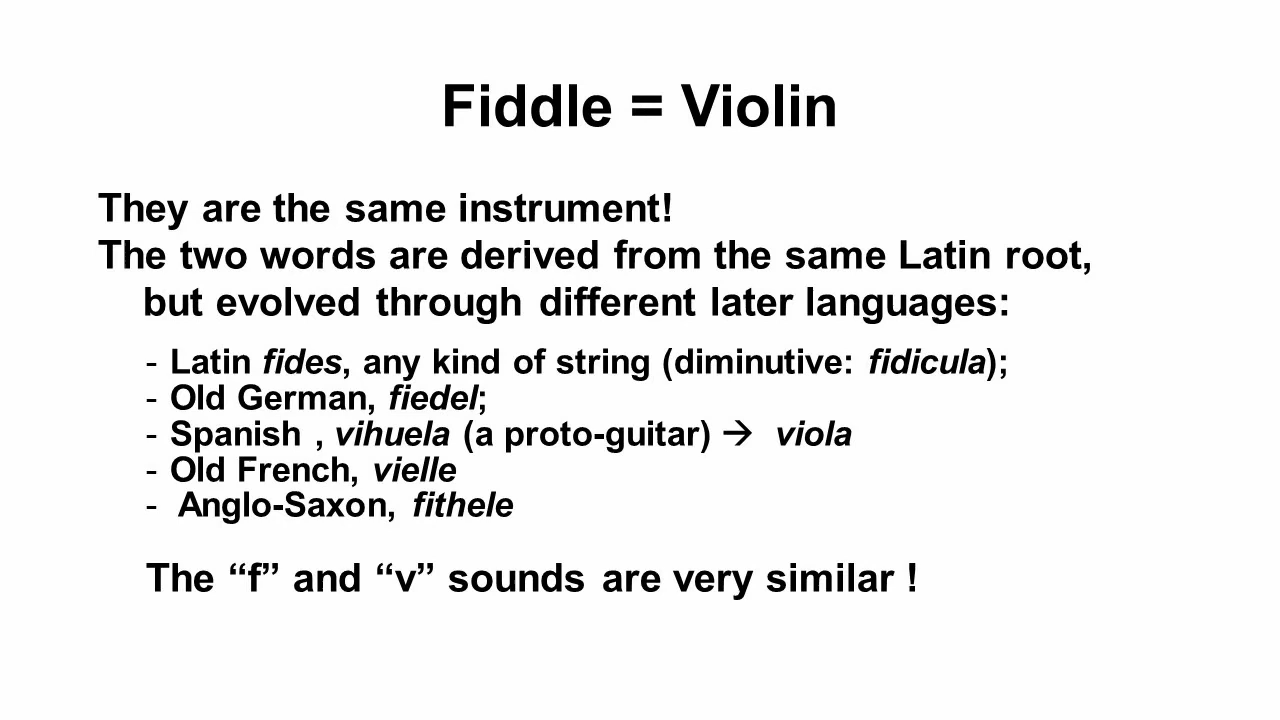 Fiddle = Violin
They are the same instrument!
The two words are derived from the same Latin root,
but evolved through different later languages:
- Latin fides, any kind of string (diminutive: fidicula);
- Old German, fiedel;
- Spanish , vihuela (a proto-guitar) → viola
- Old French, vielle
- Anglo-Saxon, fithele
The “f” and “v” sounds are very similar !